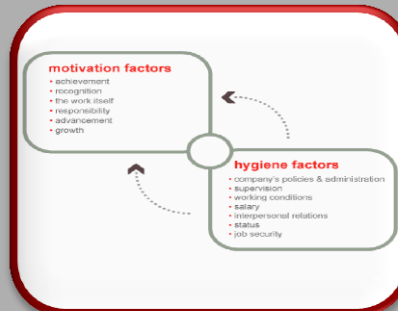 motivation factors
• achievement
• recognition
• the work itself
• responsibility
• advancement
• growth
hygiene factors
• company's policies & administration
• supervision
• working conditions
• salary
• interpersonal relations
• status
• job security